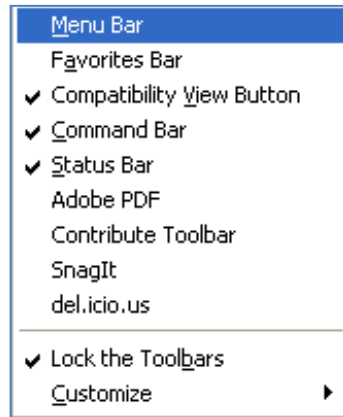 Menu Bar
Favorites Bar
Compatibility View Button
Command Bar
Status Bar
Adobe PDF
Contribute Toolbar
SnagIt
del.icio.us
Lock the Toolbars
Customize